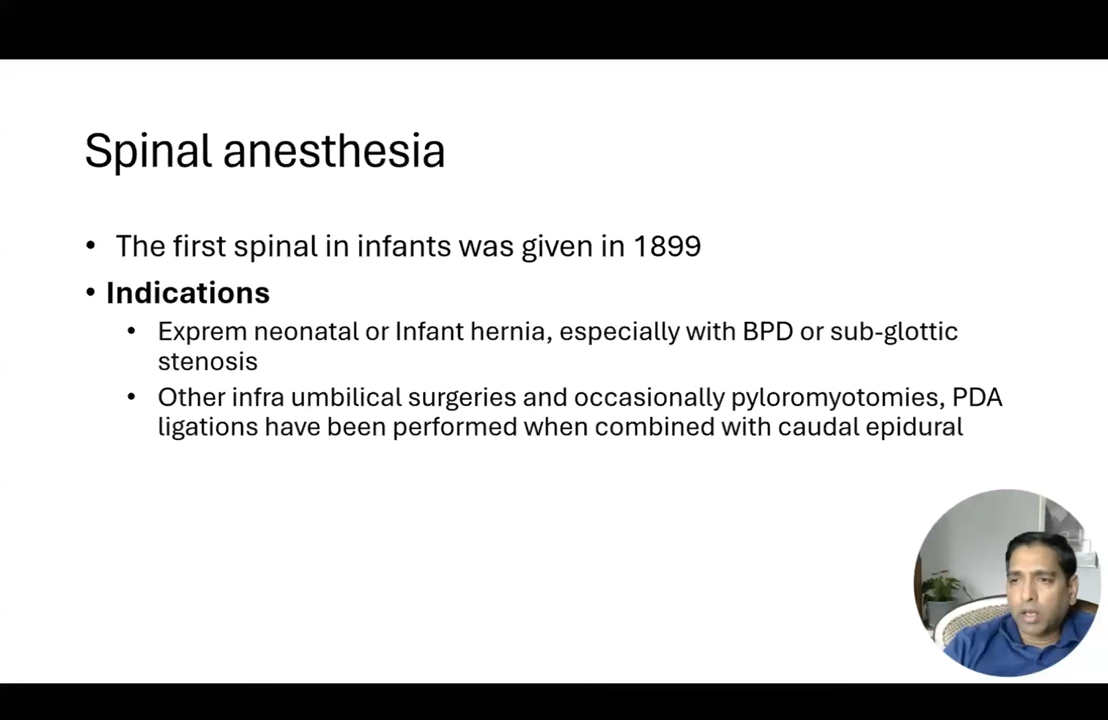 Spinal anesthesia
• The first spinal in infants was given in 1899
• Indications
• Exprem neonatal or Infant hernia, especially with BPD or sub-glottic
stenosis
• Other infra umbilical surgeries and occasionally pyloromyotomies, PDA
ligations have been performed when combined with caudal epidural